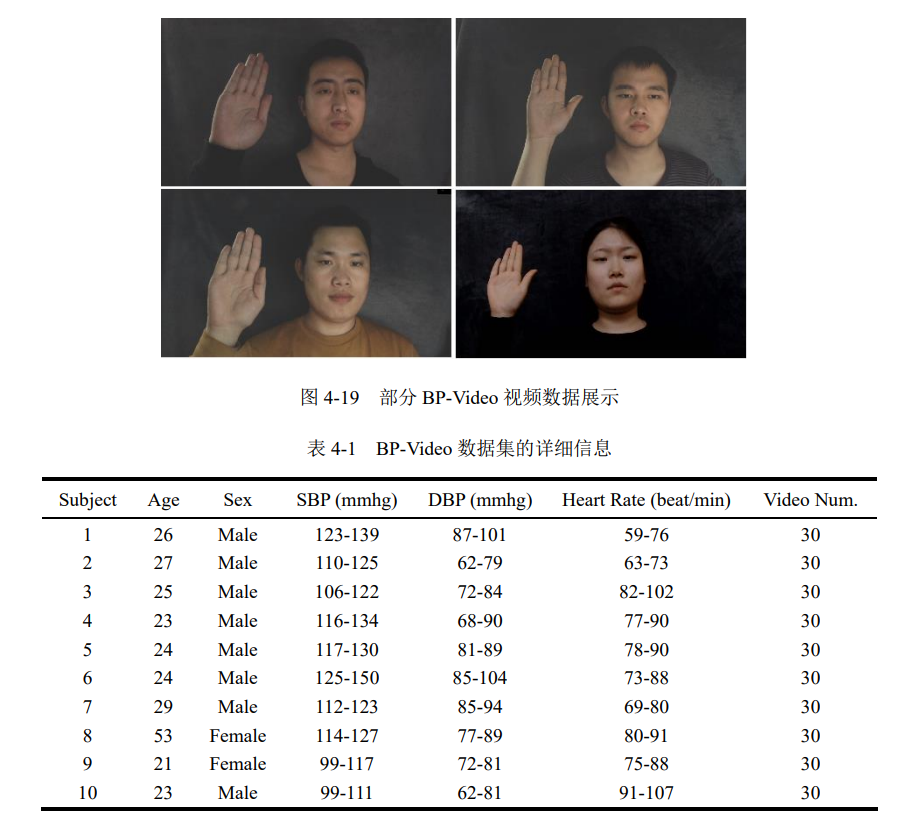 图 4-19 部分 BP-Video 视频数据展示
表 4-1 BP-Video 数据集的详细信息
Subject Age Sex SBP (mmhg) DBP (mmhg) Heart Rate (beat/min) Video Num.
1 26 Male 123-139 87-101 59-76 30
2 27 Male 110-125 62-79 63-73 30
3 25 Male 106-122 72-84 82-102 30
4 23 Male 116-134 68-90 77-90 30
5 24 Male 117-130 81-89 78-90 30
6 24 Male 125-150 85-104 73-88 30
7 29 Male 112-123 85-94 69-80 30
8 53 Female 114-127 77-89 80-91 30
9 21 Female 99-117 72-81 75-88 30
10 23 Male 99-111 62-81 91-107 30